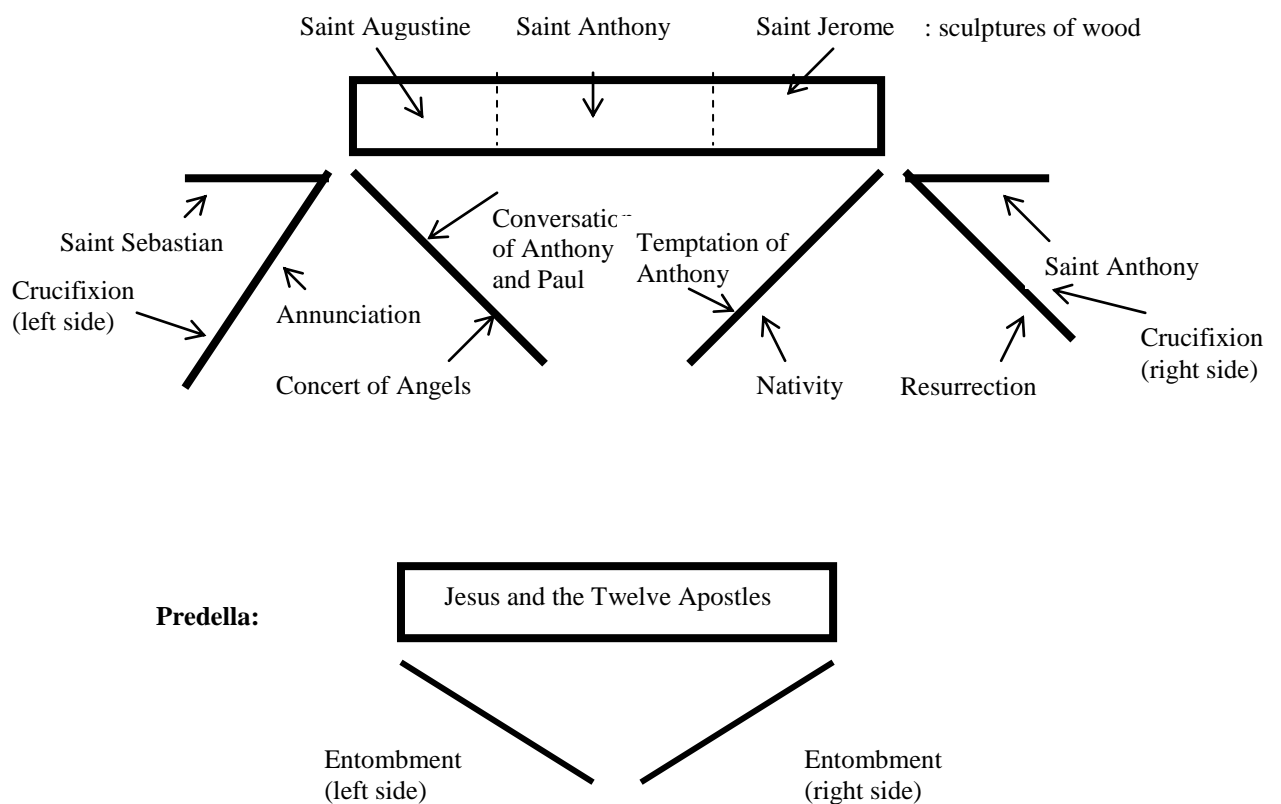 Saint Augustine
Saint Anthony
Saint Jerome
: sculptures of wood
Saint Sebastian
Crucifixion
(left side)
Annunciation
Conversation
of Anthony
and Paul
Concert of Angels
Temptation of
Anthony
Nativity
Resurrection
Saint Anthony
Crucifixion
(right side)
Predella:
Jesus and the Twelve Apostles
Entombment
(left side)
Entombment
(right side)